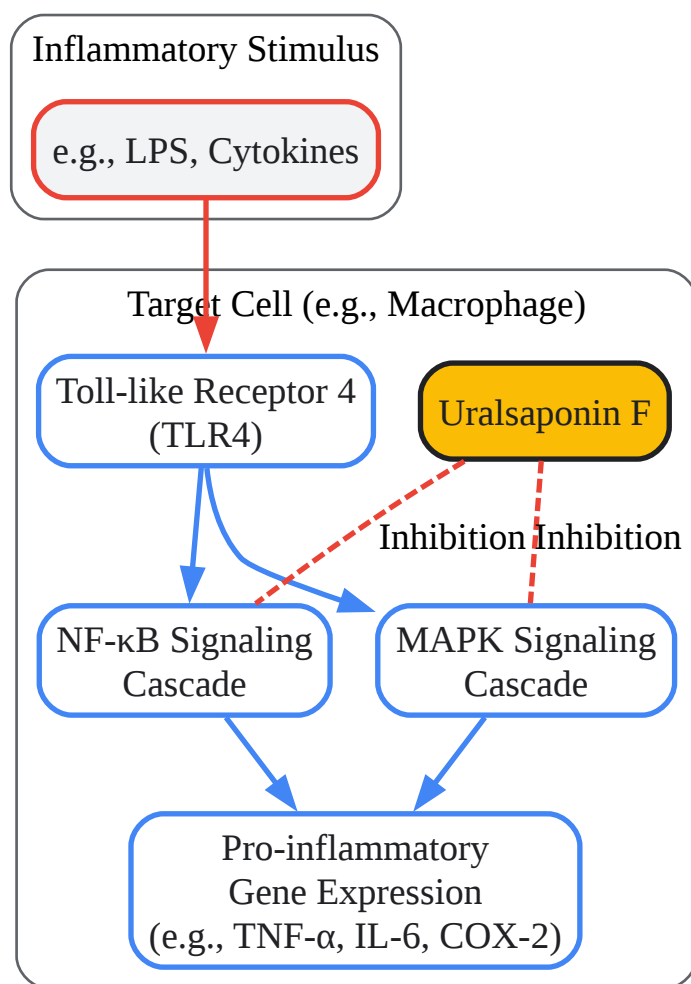 Inflammatory Stimulus
e.g., LPS, Cytokines
Target Cell (e.g., Macrophage)
Toll-like Receptor 4
(TLR4)
Uralsaponin F
Inhibition
Inhibition
NF-κB Signaling
Cascade
MAPK Signaling
Cascade
Pro-inflammatory
Gene Expression
(e.g., TNF-α, IL-6, COX-2)